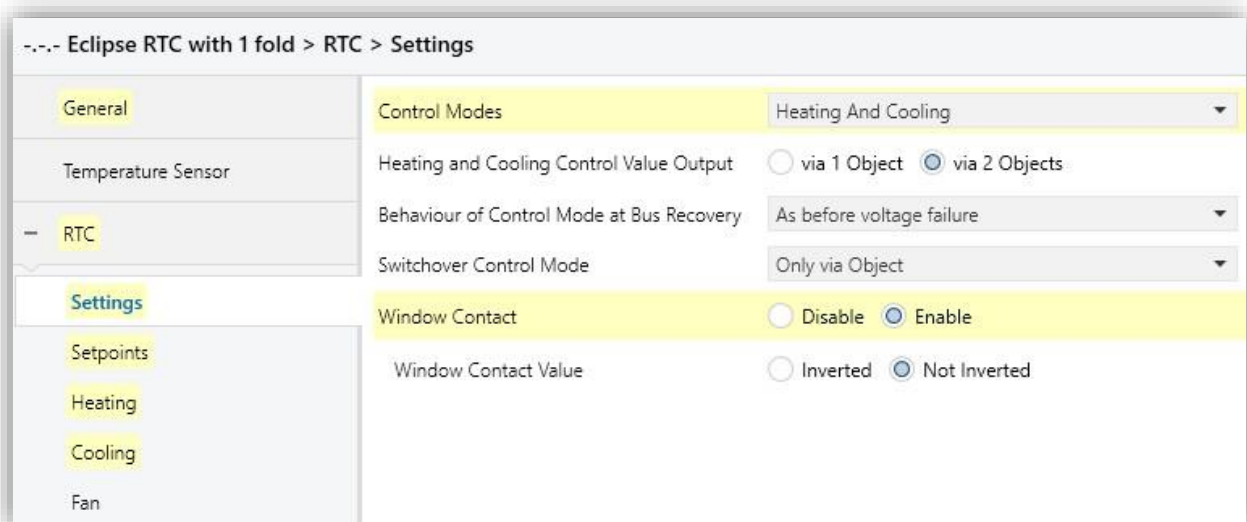 -.-.- Eclipse RTC with 1 fold > RTC > Settings
General
Temperature Sensor
– RTC
Settings
Setpoints
Heating
Cooling
Fan
Control Modes Heating And Cooling
Heating and Cooling Control Value Output via 1 Object via 2 Objects
Behaviour of Control Mode at Bus Recovery As before voltage failure
Switchover Control Mode Only via Object
Window Contact Disable Enable
Window Contact Value Inverted Not Inverted